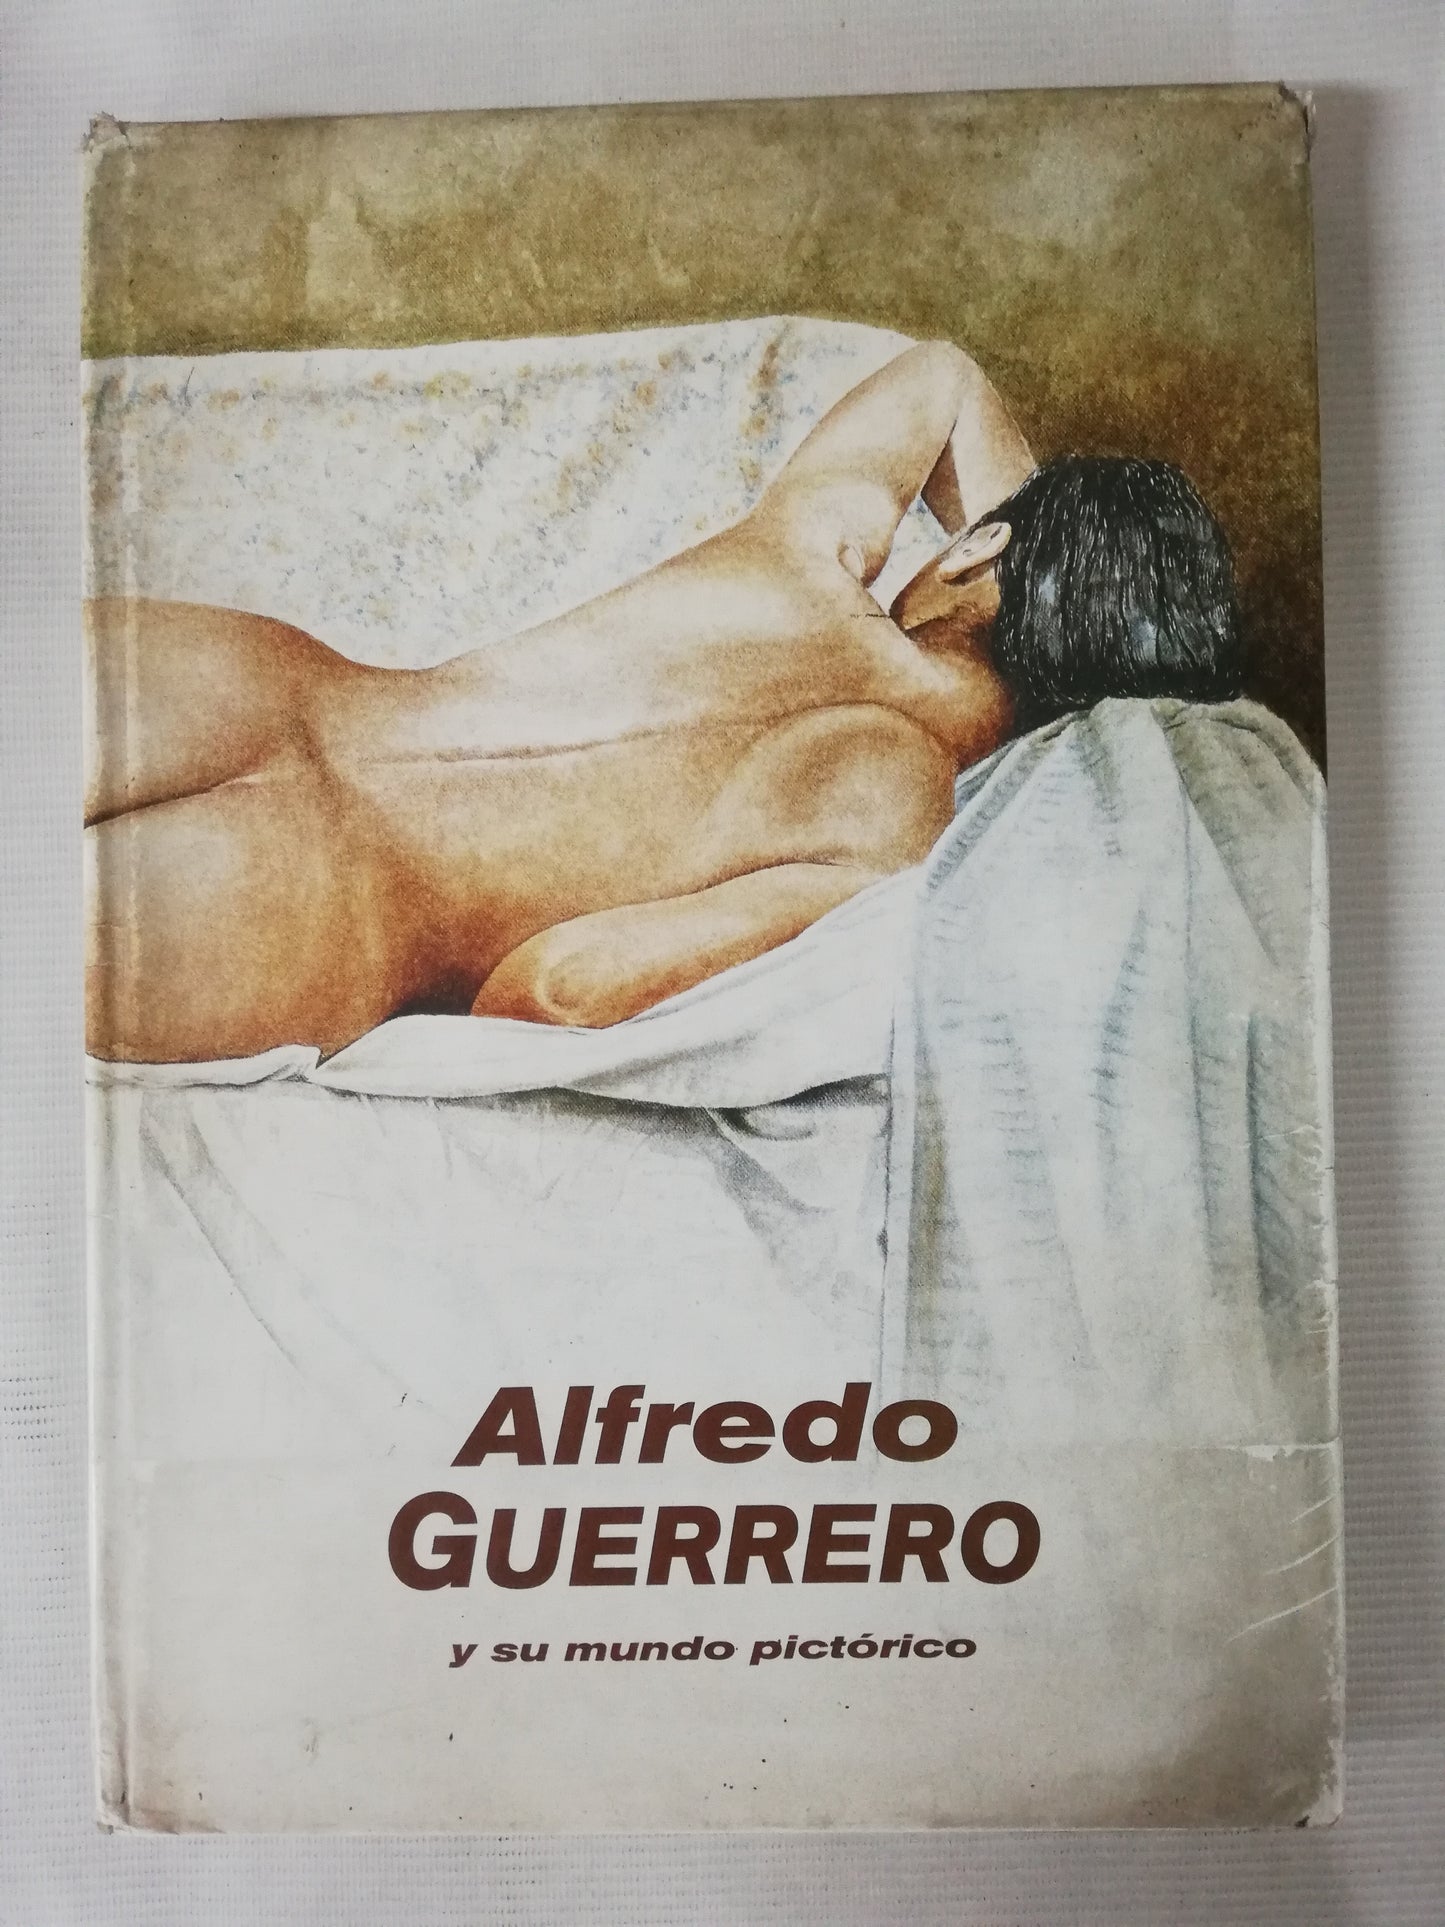 Alfredo
GUERRERO
y su mundo pictórico